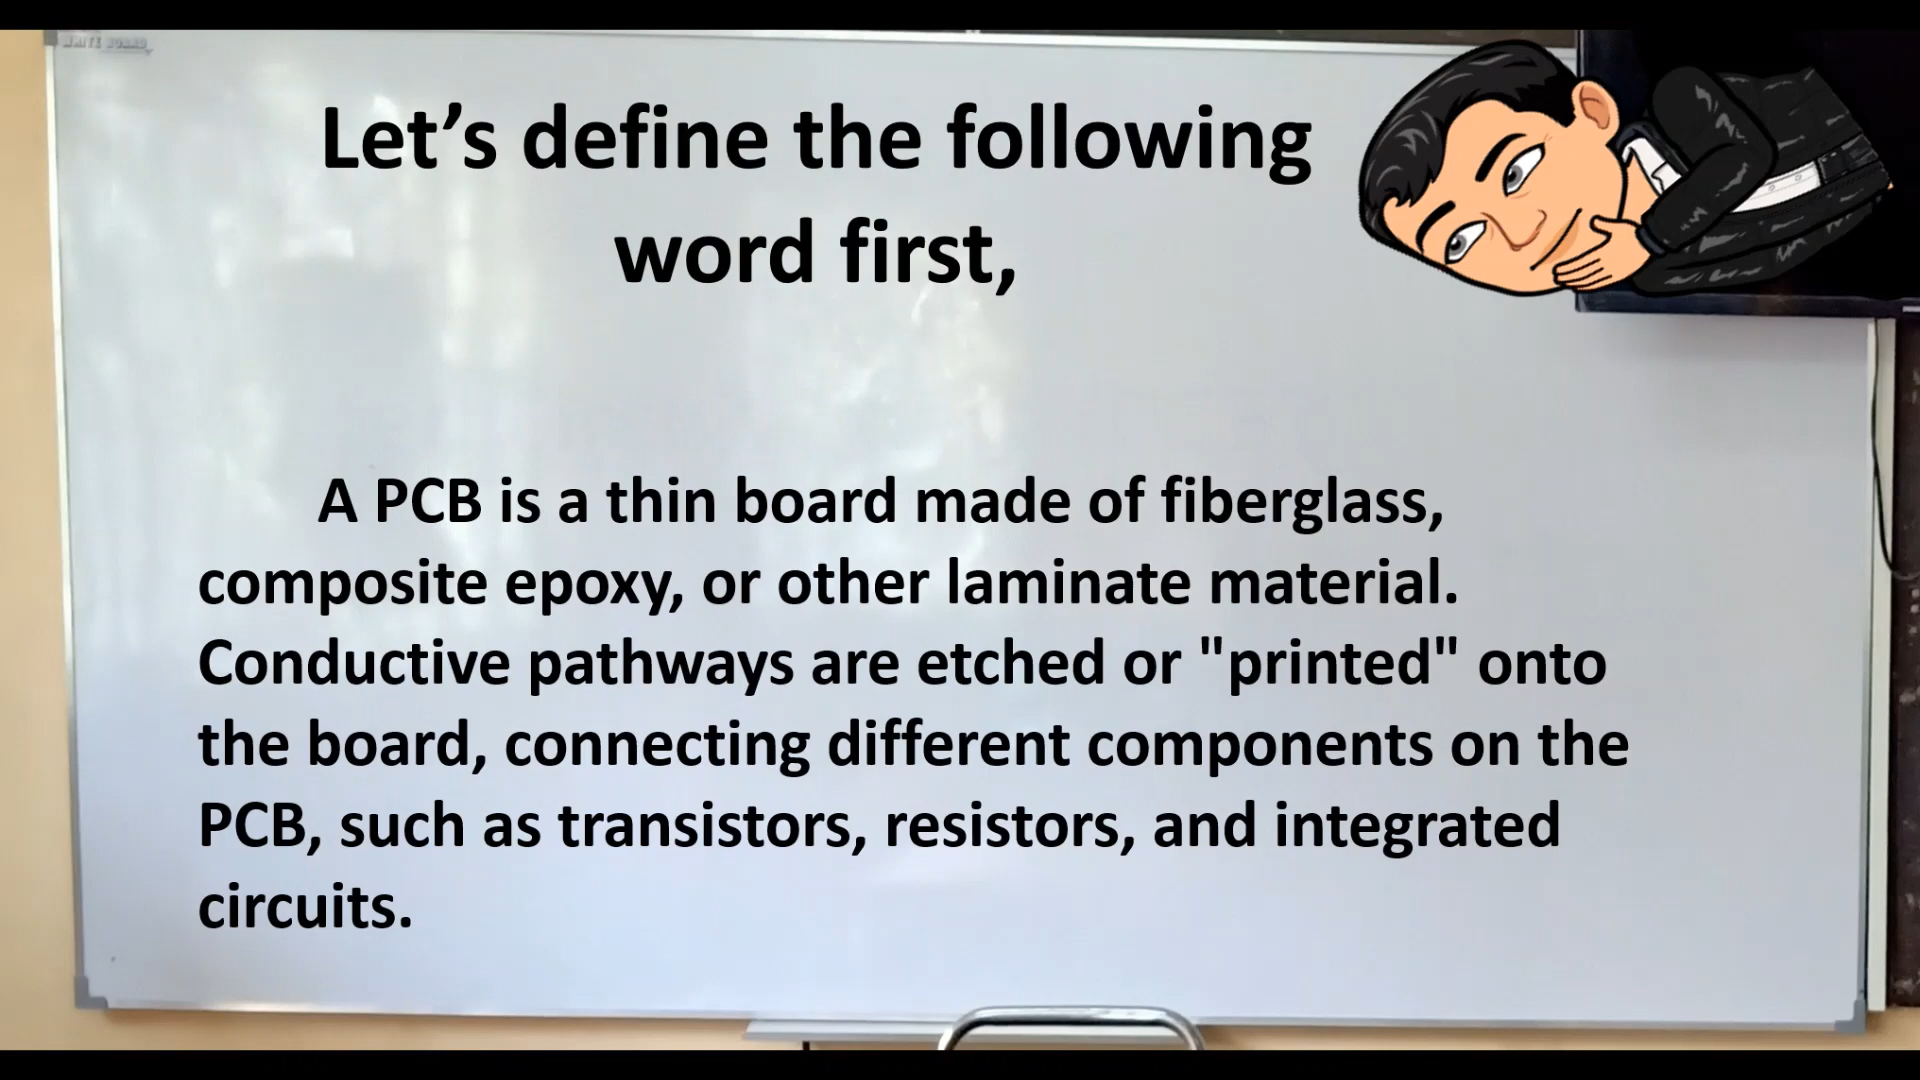 WHITE BOARD
Let’s define the following
word first,
A PCB is a thin board made of fiberglass,
composite epoxy, or other laminate material.
Conductive pathways are etched or "printed" onto
the board, connecting different components on the
PCB, such as transistors, resistors, and integrated
circuits.